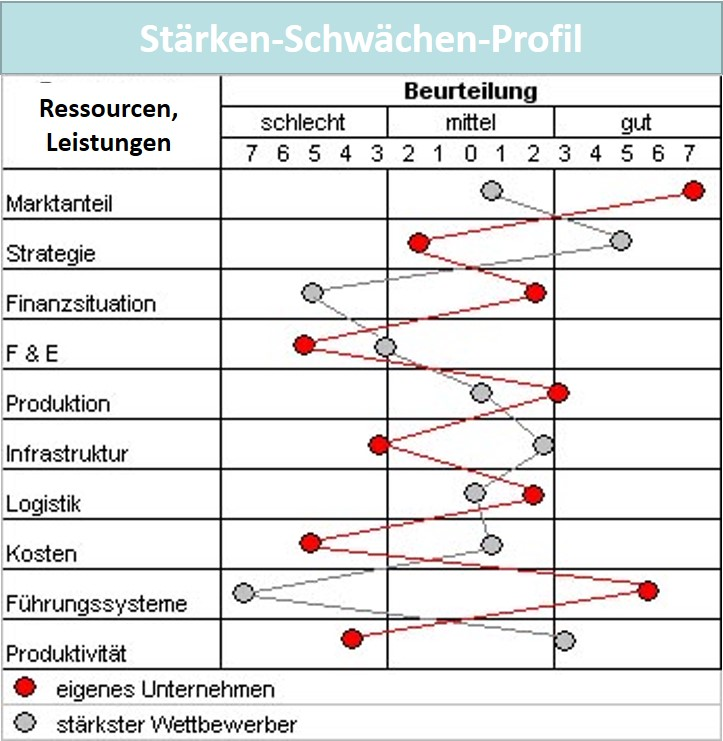 Stärken-Schwächen-Profil
Ressourcen,
Leistungen
Beurteilung
schlecht mittel gut
7 6 5 4 3 2 1 0 1 2 3 4 5 6 7
Marktanteil
Strategie
Finanzsituation
F & E
Produktion
Infrastruktur
Logistik
Kosten
Führungssysteme
Produktivität
eigenes Unternehmen
stärkster Wettbewerber